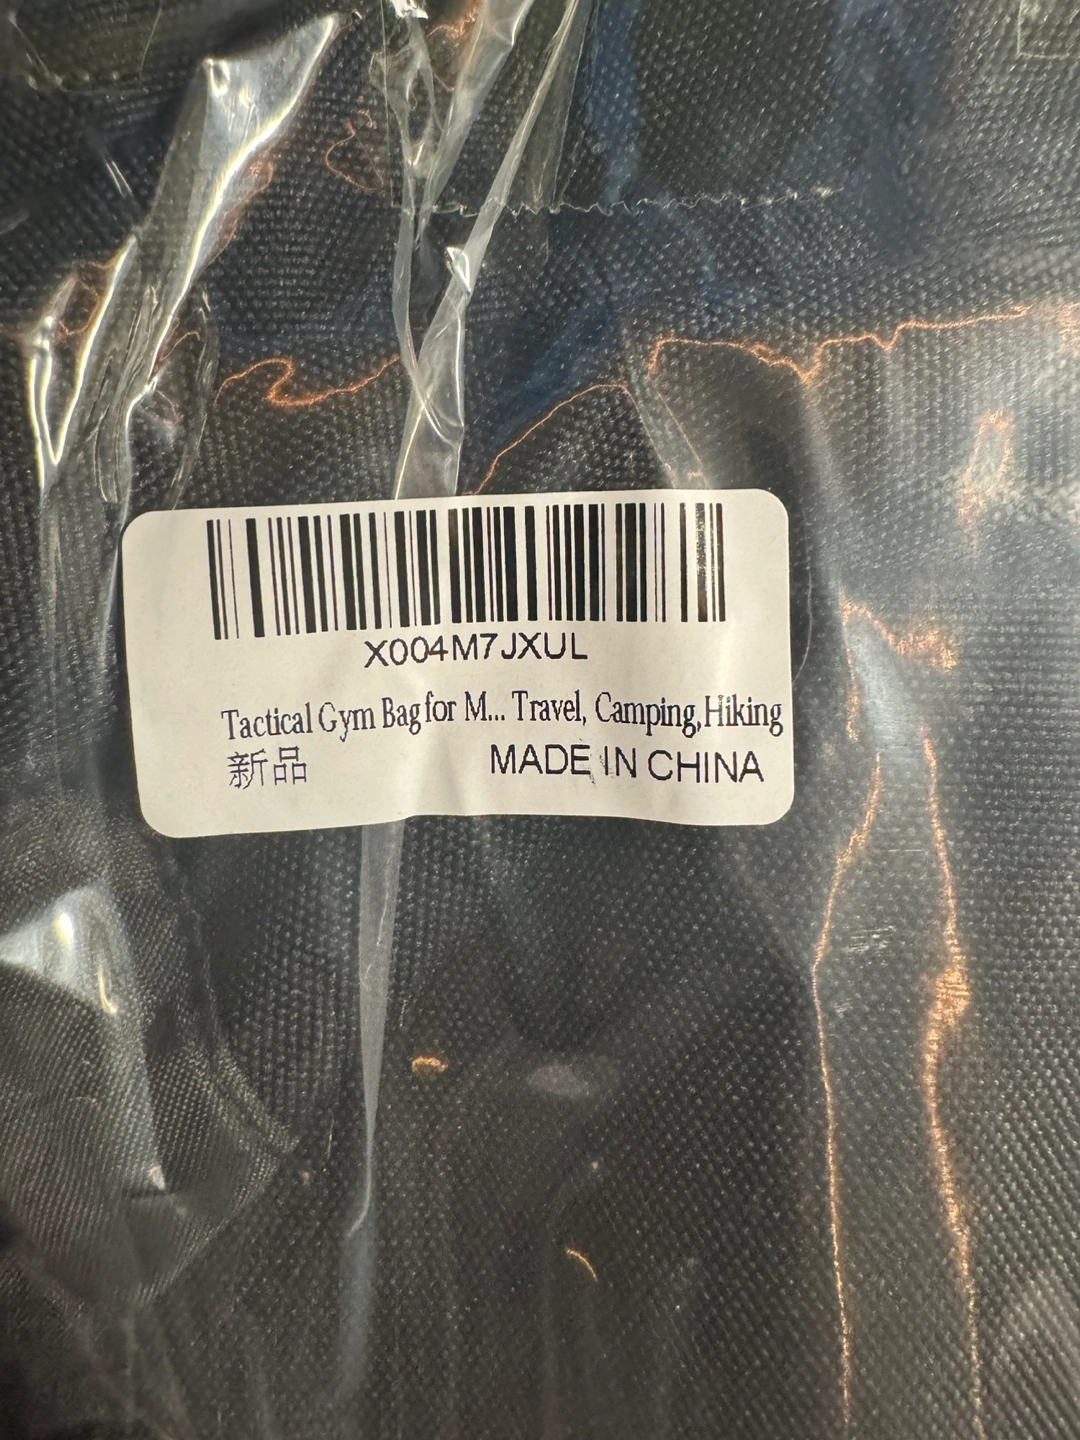 X004M7JXUL
Tactical Gym Bag for M... Travel, Camping,Hiking
新品 MADE IN CHINA